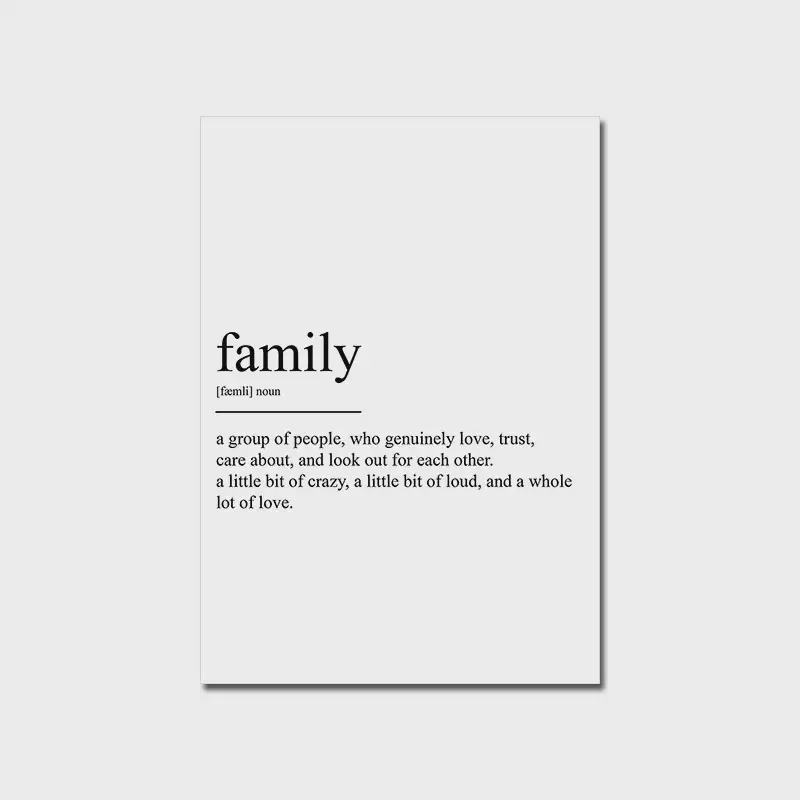 family
[fæmli] noun
a group of people, who genuinely love, trust,
care about, and look out for each other.
a little bit of crazy, a little bit of loud, and a whole
lot of love.